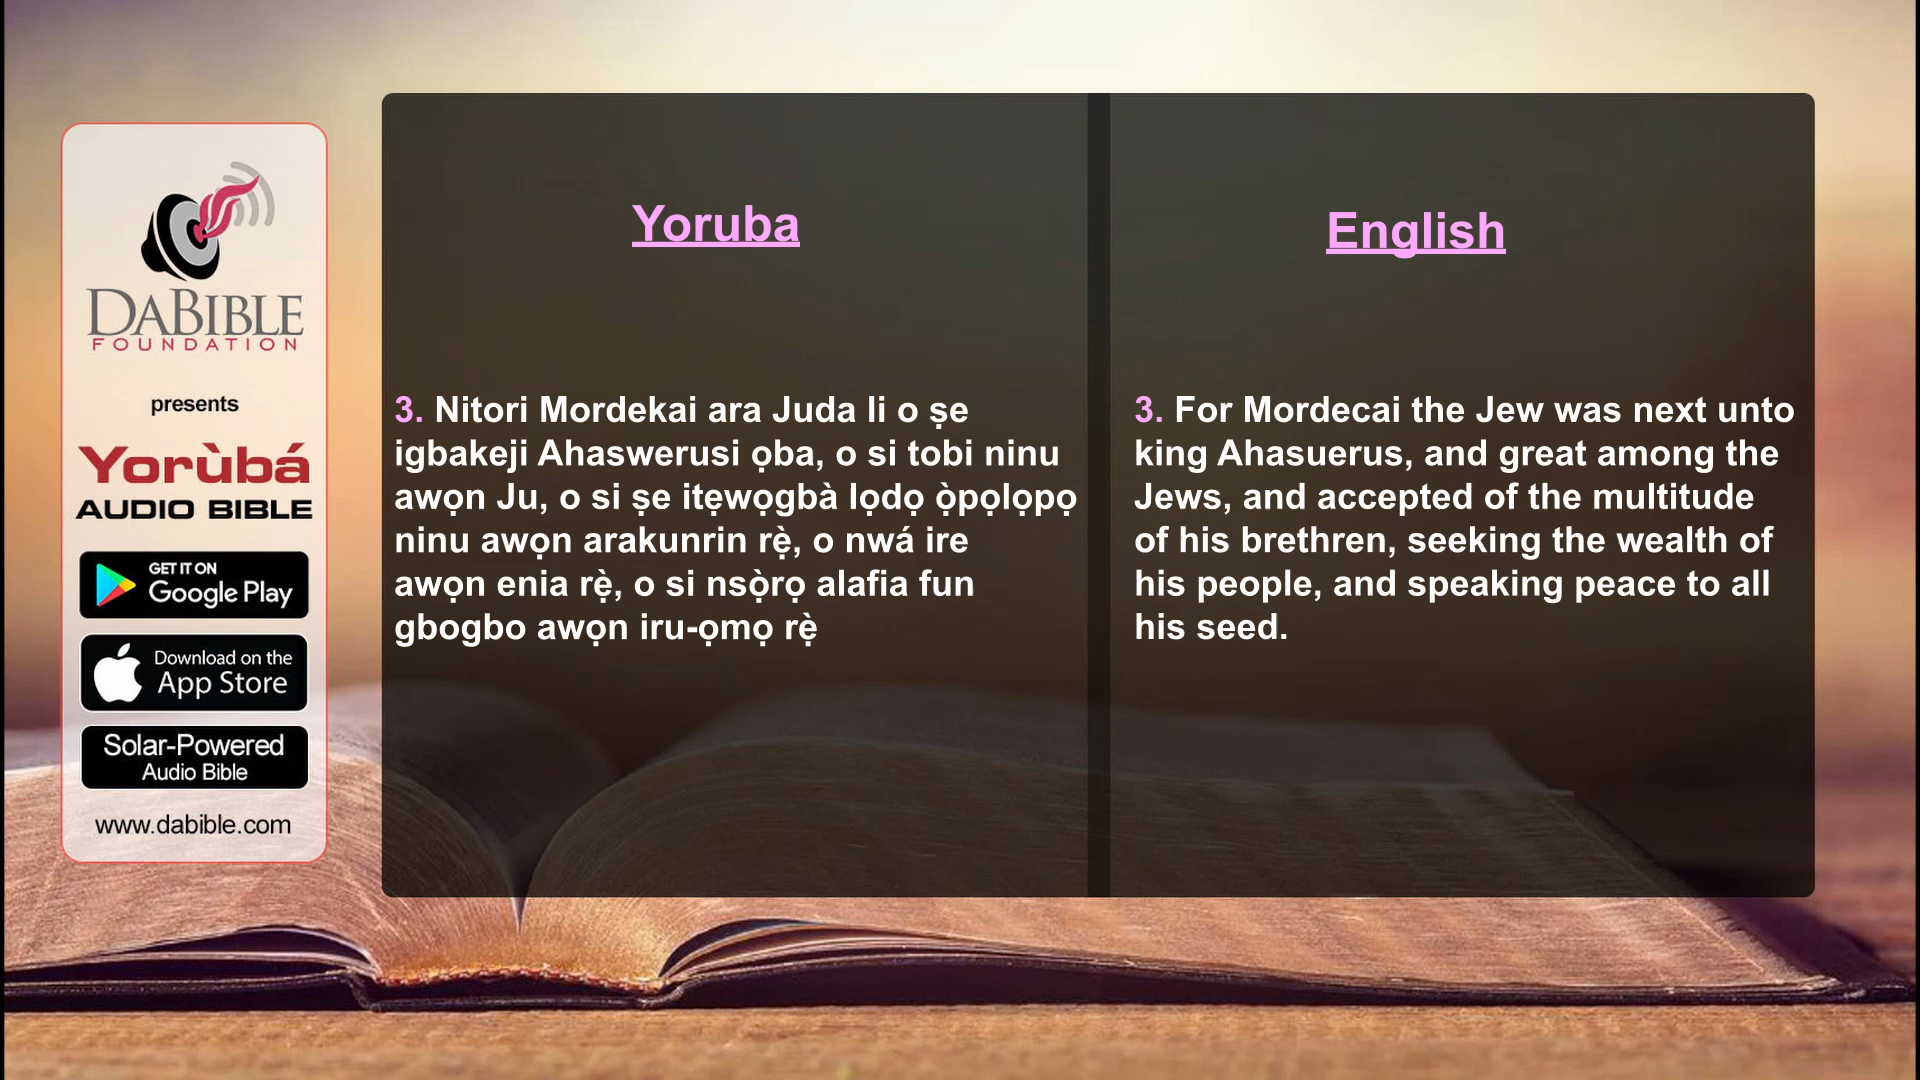 DABIBLE
FOUNDATION
presents
Yorùbá
AUDIO BIBLE
GET IT ON
Google Play
Download on the
App Store
Solar-Powered
Audio Bible
www.dabible.com
Yoruba
3. Nitori Mordekai ara Juda li o ṣe
igbakeji Ahaswerusi ọba, o si tobi ninu
awọn Ju, o si ṣe itẹwọgbà lọdọ ọ̀pọlọpọ
ninu awọn arakunrin rẹ̀, o nwá ire
awọn enia rẹ̀, o si nsọ̀rọ alafia fun
gbogbo awọn iru-ọmọ rẹ̀
English
3. For Mordecai the Jew was next unto
king Ahasuerus, and great among the
Jews, and accepted of the multitude
of his brethren, seeking the wealth of
his people, and speaking peace to all
his seed.